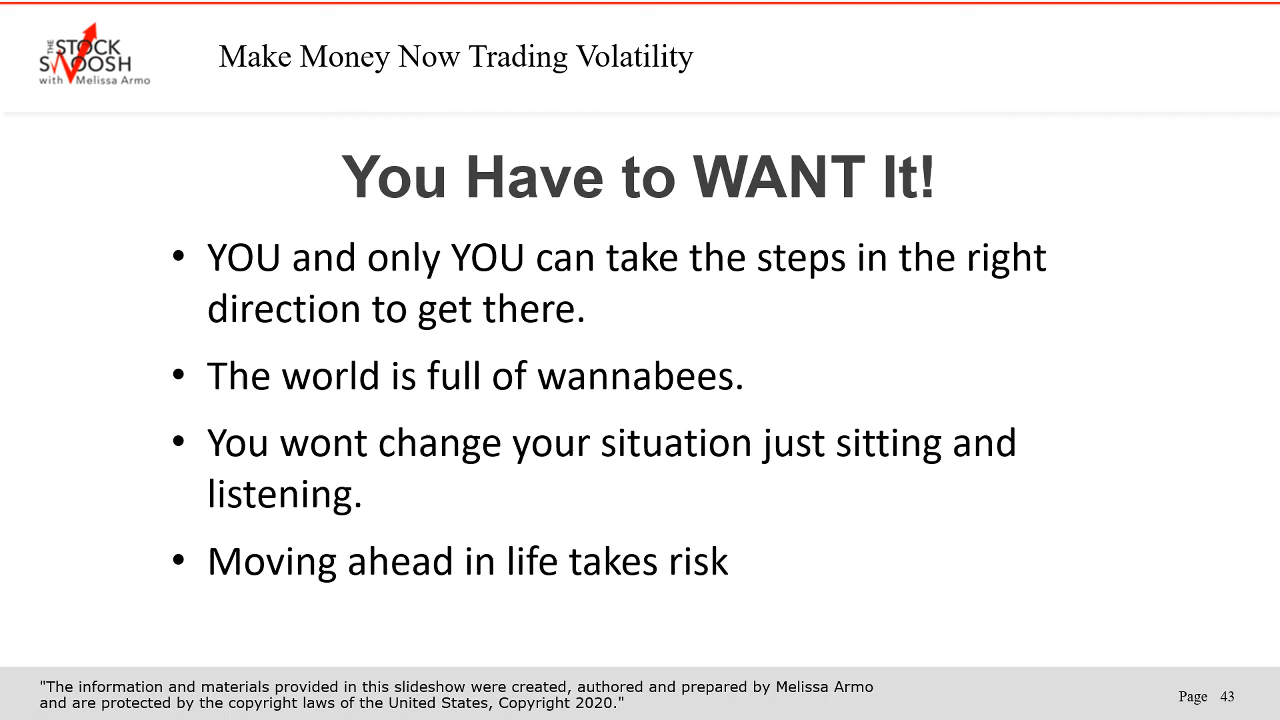 THE STOCK
SWOOSH
with Melissa Armo
Make Money Now Trading Volatility
You Have to WANT It!
• YOU and only YOU can take the steps in the right
direction to get there.
• The world is full of wannabees.
• You wont change your situation just sitting and
listening.
• Moving ahead in life takes risk
"The information and materials provided in this slideshow were created, authored and prepared by Melissa Armo
and are protected by the copyright laws of the United States, Copyright 2020."
Page 43